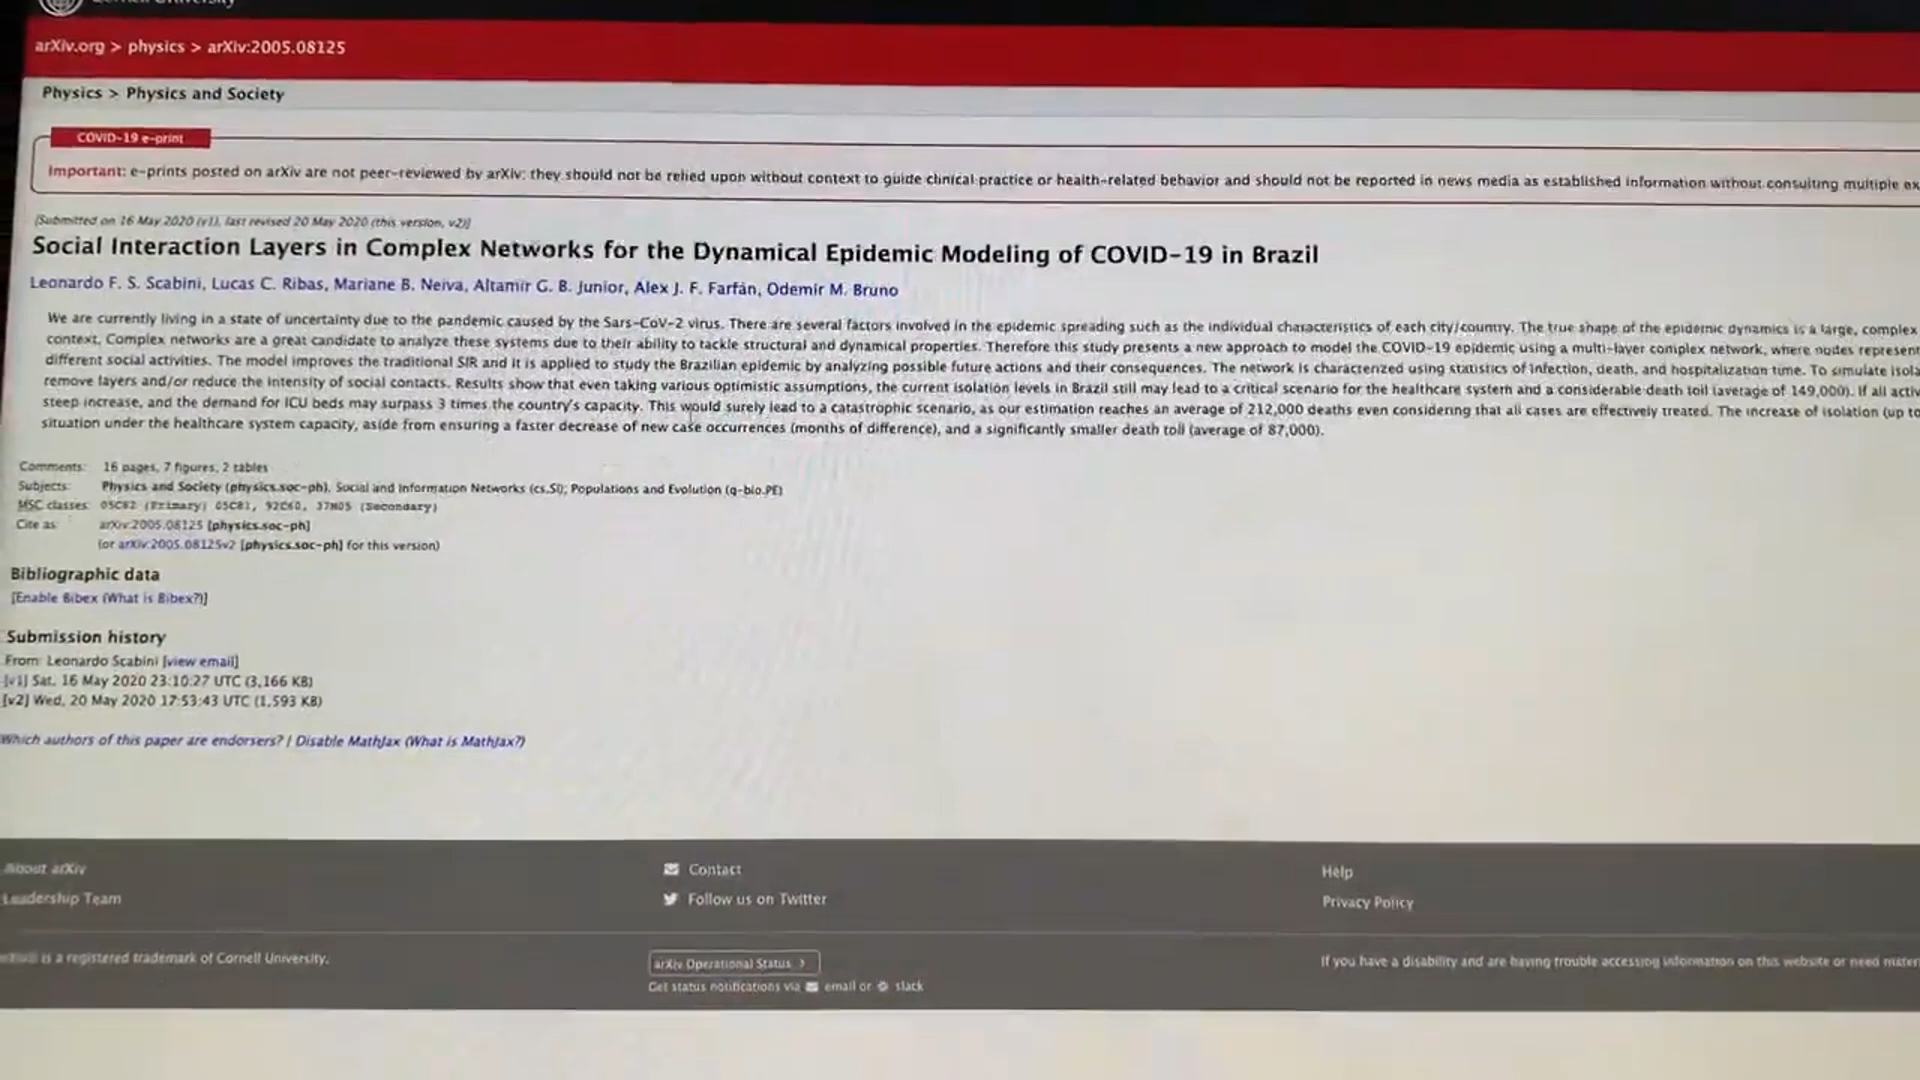 Cornell University
arXiv.org > physics > arXiv:2005.08125
Physics > Physics and Society
COVID-19 e-print
Important: e-prints posted on arXiv are not peer-reviewed by arXiv; they should not be relied upon without context to guide clinical practice or health-related behavior and should not be reported in news media as established information without consulting multiple
[Submitted on 16 May 2020 (v1), last revised 20 May 2020 (this version, v2)]
Social Interaction Layers in Complex Networks for the Dynamical Epidemic Modeling of COVID-19 in Brazil
Leonardo F. S. Scabini, Lucas C. Ribas, Mariane B. Neiva, Altamir G. B. Junior, Alex J. F. Farfán, Odemir M. Bruno
We are currently living in a state of uncertainty due to the pandemic caused by the Sars-CoV-2 virus. There are several factors involved in the epidemic spreading such as the individual characteristics of each city/country. The true shape of the epidemic dynamics is a large, complex
context. Complex networks are a great candidate to analyze these systems due to their ability to tackle structural and dynamical properties. Therefore this study presents a new approach to model the COVID-19 epidemic using a multi-layer complex network, where nodes represent
different social activities. The model improves the traditional SIR and it is applied to study the Brazilian epidemic by analyzing possible future actions and their consequences. The network is characterized using statistics of infection, death, and hospitalization time. To simulate
remove layers and/or reduce the intensity of social contacts. Results show that even taking various optimistic assumptions, the current isolation levels in Brazil still may lead to a critical scenario for the healthcare system and a considerable death toll (average of 149,000). If all
steep increase, and the demand for ICU beds may surpass 3 times the country's capacity. This would surely lead to a catastrophic scenario, as our estimation reaches an average of 212,000 deaths even considering that all cases are effectively treated. The increase of isolation (up to
situation under the healthcare system capacity, aside from ensuring a faster decrease of new case occurrences (months of difference), and a significantly smaller death toll (average of 87,000).
Comments: 16 pages, 7 figures, 2 tables
Subjects: Physics and Society (physics.soc-ph); Social and Information Networks (cs.SI); Populations and Evolution (q-bio.PE)
MSC classes: 05C82 (Primary) 05C81, 92C60, 37N05 (Secondary)
Cite as: arXiv:2005.08125 [physics.soc-ph]
(or arXiv:2005.08125v2 [physics.soc-ph] for this version)
Bibliographic data
[Enable Bibex (What is Bibex?)]
Submission history
From: Leonardo Scabini [view email]
[v1] Sat, 16 May 2020 23:10:27 UTC (3,166 KB)
[v2] Wed, 20 May 2020 17:53:43 UTC (1,593 KB)
Which authors of this paper are endorsers? | Disable MathJax (What is MathJax?)
About arXiv
Leadership Team
Contact
Follow us on Twitter
Help
Privacy Policy
is a registered trademark of Cornell University.
arXiv Operational Status >
Get status notifications via email or slack
If you have a disability and are having trouble accessing information on this website or need